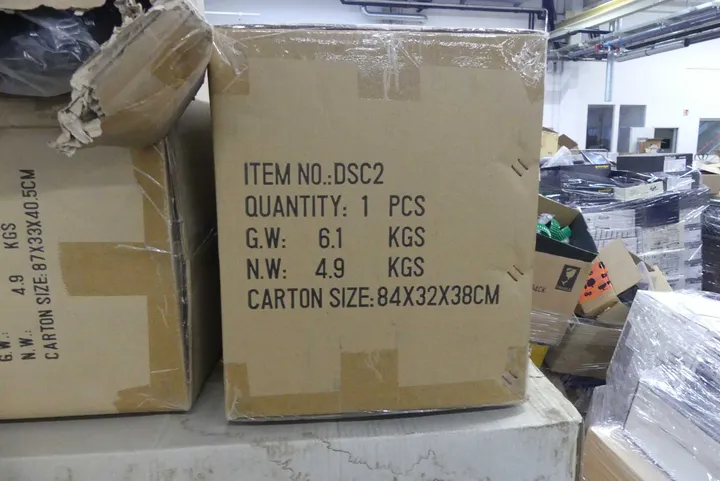 ITEM NO.:DSC2
QUANTITY: 1 PCS
G.W: 6.1 KGS
N.W: 4.9 KGS
CARTON SIZE:84X32X38CM
G.W.:
N.W.: 4.9 KGS
CARTON SIZE:87X33X40.5CM